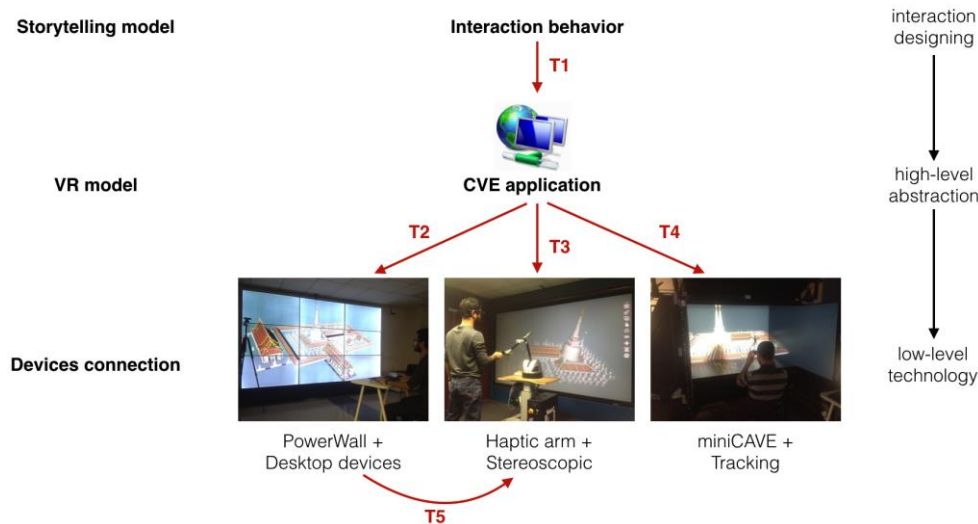 Storytelling model
Interaction behavior
interaction
designing
T1
VR model
CVE application
high-level
abstraction
T2
T3
T4
Devices connection
low-level
technology
PowerWall +
Desktop devices
Haptic arm +
Stereoscopic
miniCAVE +
Tracking
T5